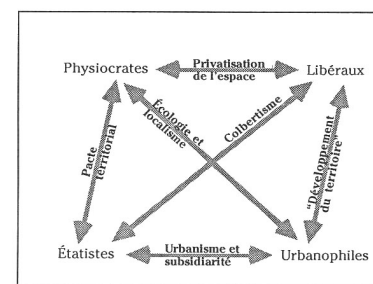 Physiocrates
Privatisation
de l'espace
Libéraux
Écologie et
localisme
Colbertisme
Pacte
territorial
"Développement
du territoire"
Étatistes
Urbanisme et
subsidiarité
Urbanophiles